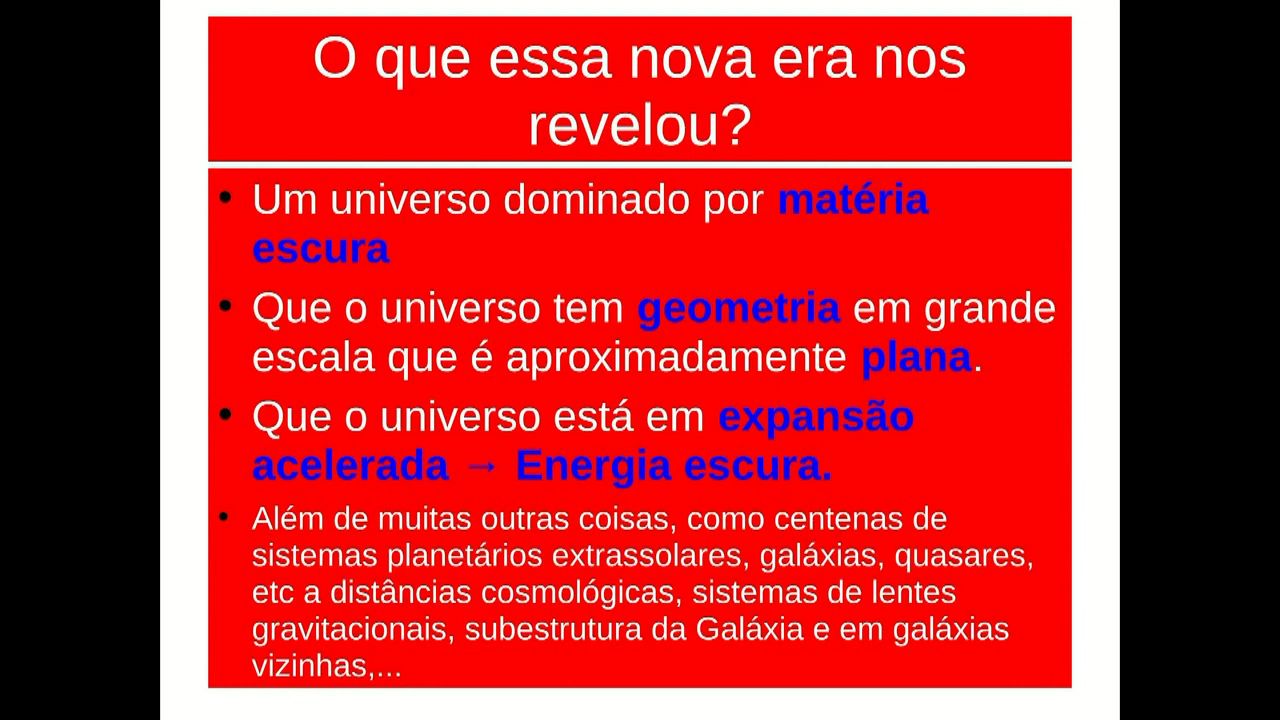 O que essa nova era nos
revelou?
• Um universo dominado por matéria
escura
• Que o universo tem geometria em grande
escala que é aproximadamente plana.
• Que o universo está em expansão
acelerada → Energia escura.
• Além de muitas outras coisas, como centenas de
sistemas planetários extrassolares, galáxias, quasares,
etc a distâncias cosmológicas, sistemas de lentes
gravitacionais, subestrutura da Galáxia e em galáxias
vizinhas,...